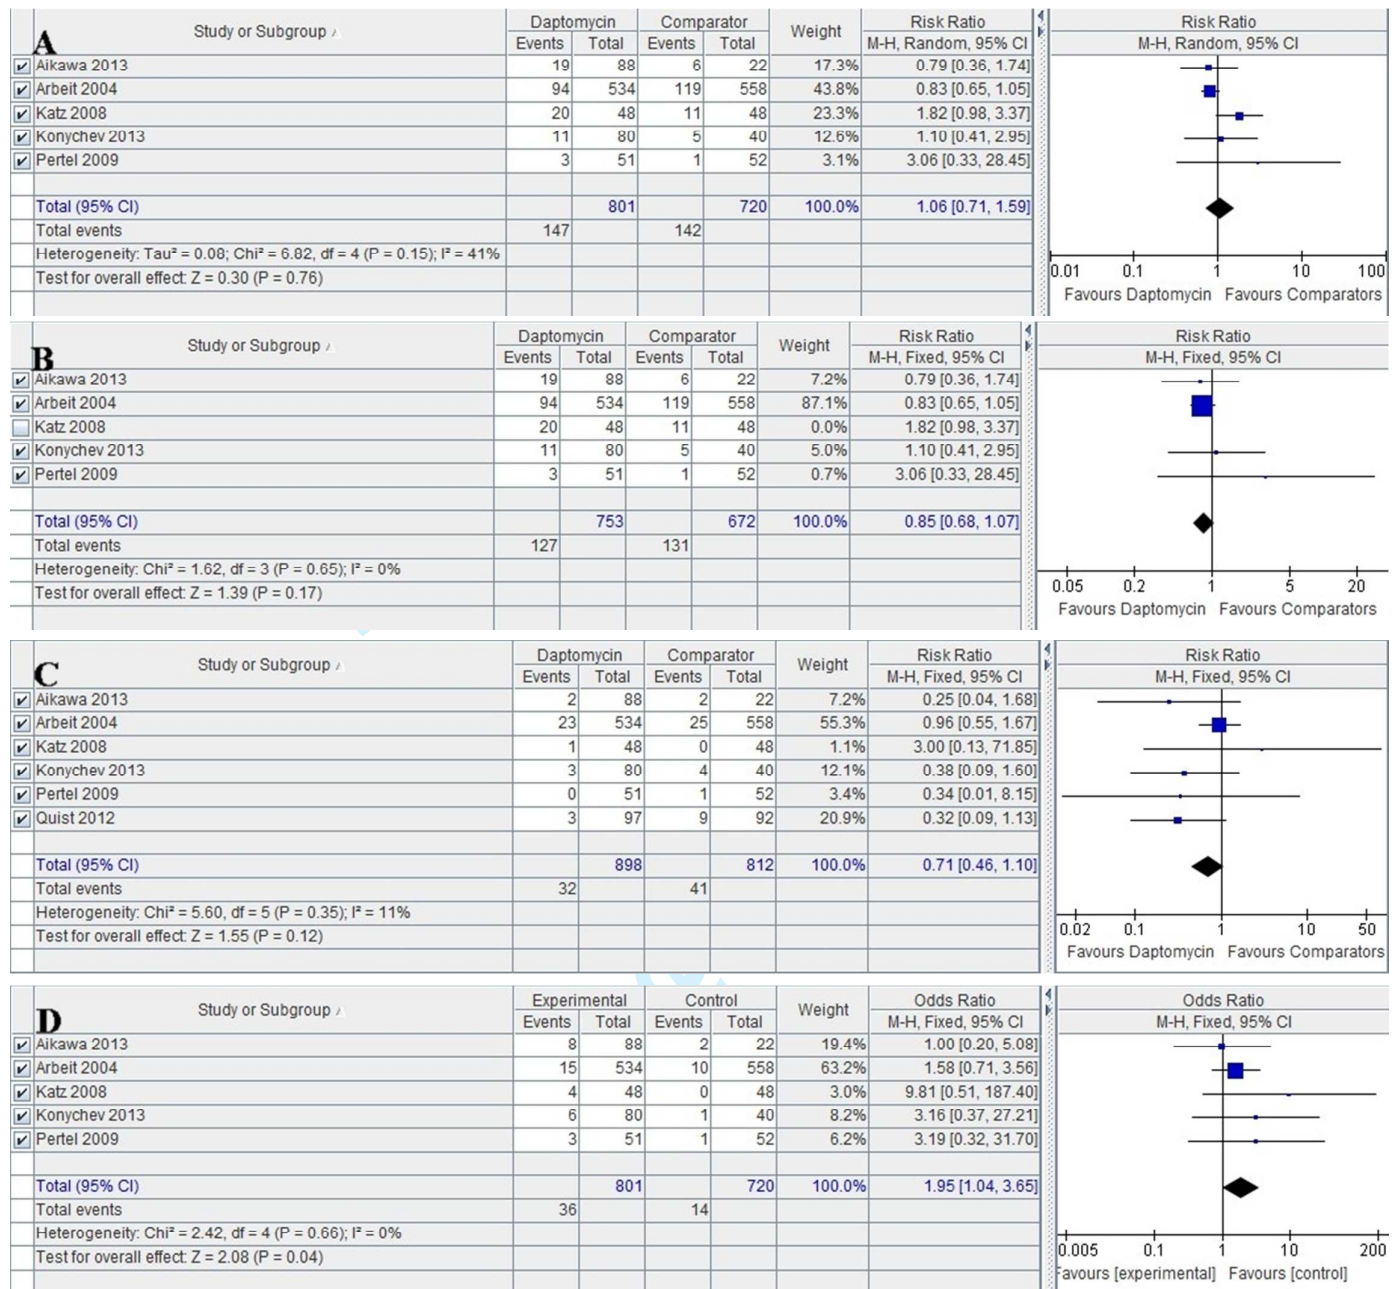 A
Study or Subgroup
Daptomycin Comparator Weight Risk Ratio Risk Ratio
Events Total Events Total M-H, Random, 95% CI M-H, Random, 95% CI
Aikawa 2013 19 88 6 22 17.3% 0.79 [0.36, 1.74]
Arbeit 2004 94 534 119 558 43.8% 0.83 [0.65, 1.05]
Katz 2008 20 48 11 48 23.3% 1.82 [0.98, 3.37]
Konychev 2013 11 80 5 40 12.6% 1.10 [0.41, 2.95]
Pertel 2009 3 51 1 52 3.1% 3.06 [0.33, 28.45]
Total (95% CI) 801 720 100.0% 1.06 [0.71, 1.59]
Total events 147 142
Heterogeneity: Tau² = 0.08; Chi² = 6.82, df = 4 (P = 0.15); I² = 41%
Test for overall effect: Z = 0.30 (P = 0.76)
0.01 0.1 1 10 100
Favours Daptomycin Favours Comparators
B
Study or Subgroup
Daptomycin Comparator Weight Risk Ratio Risk Ratio
Events Total Events Total M-H, Fixed, 95% CI M-H, Fixed, 95% CI
Aikawa 2013 19 88 6 22 7.2% 0.79 [0.36, 1.74]
Arbeit 2004 94 534 119 558 87.1% 0.83 [0.65, 1.05]
Katz 2008 20 48 11 48 0.0% 1.82 [0.98, 3.37]
Konychev 2013 11 80 5 40 5.0% 1.10 [0.41, 2.95]
Pertel 2009 3 51 1 52 0.7% 3.06 [0.33, 28.45]
Total (95% CI) 753 672 100.0% 0.85 [0.68, 1.07]
Total events 127 131
Heterogeneity: Chi² = 1.62, df = 3 (P = 0.65); I² = 0%
Test for overall effect: Z = 1.39 (P = 0.17)
0.05 0.2 1 5 20
Favours Daptomycin Favours Comparators
C
Study or Subgroup
Daptomycin Comparator Weight Risk Ratio Risk Ratio
Events Total Events Total M-H, Fixed, 95% CI M-H, Fixed, 95% CI
Aikawa 2013 2 88 2 22 7.2% 0.25 [0.04, 1.68]
Arbeit 2004 23 534 25 558 55.3% 0.96 [0.55, 1.67]
Katz 2008 1 48 0 48 1.1% 3.00 [0.13, 71.85]
Konychev 2013 3 80 4 40 12.1% 0.38 [0.09, 1.60]
Pertel 2009 0 51 1 52 3.4% 0.34 [0.01, 8.15]
Quist 2012 3 97 9 92 20.9% 0.32 [0.09, 1.13]
Total (95% CI) 898 812 100.0% 0.71 [0.46, 1.10]
Total events 32 41
Heterogeneity: Chi² = 5.60, df = 5 (P = 0.35); I² = 11%
Test for overall effect: Z = 1.55 (P = 0.12)
0.02 0.1 1 10 50
Favours Daptomycin Favours Comparators
D
Study or Subgroup
Experimental Control Weight Odds Ratio Odds Ratio
Events Total Events Total M-H, Fixed, 95% CI M-H, Fixed, 95% CI
Aikawa 2013 8 88 2 22 19.4% 1.00 [0.20, 5.08]
Arbeit 2004 15 534 10 558 63.2% 1.58 [0.71, 3.56]
Katz 2008 4 48 0 48 3.0% 9.81 [0.51, 187.40]
Konychev 2013 6 80 1 40 8.2% 3.16 [0.37, 27.21]
Pertel 2009 3 51 1 52 6.2% 3.19 [0.32, 31.70]
Total (95% CI) 801 720 100.0% 1.95 [1.04, 3.65]
Total events 36 14
Heterogeneity: Chi² = 2.42, df = 4 (P = 0.66); I² = 0%
Test for overall effect: Z = 2.08 (P = 0.04)
0.005 0.1 1 10 200
Favours [experimental] Favours [control]